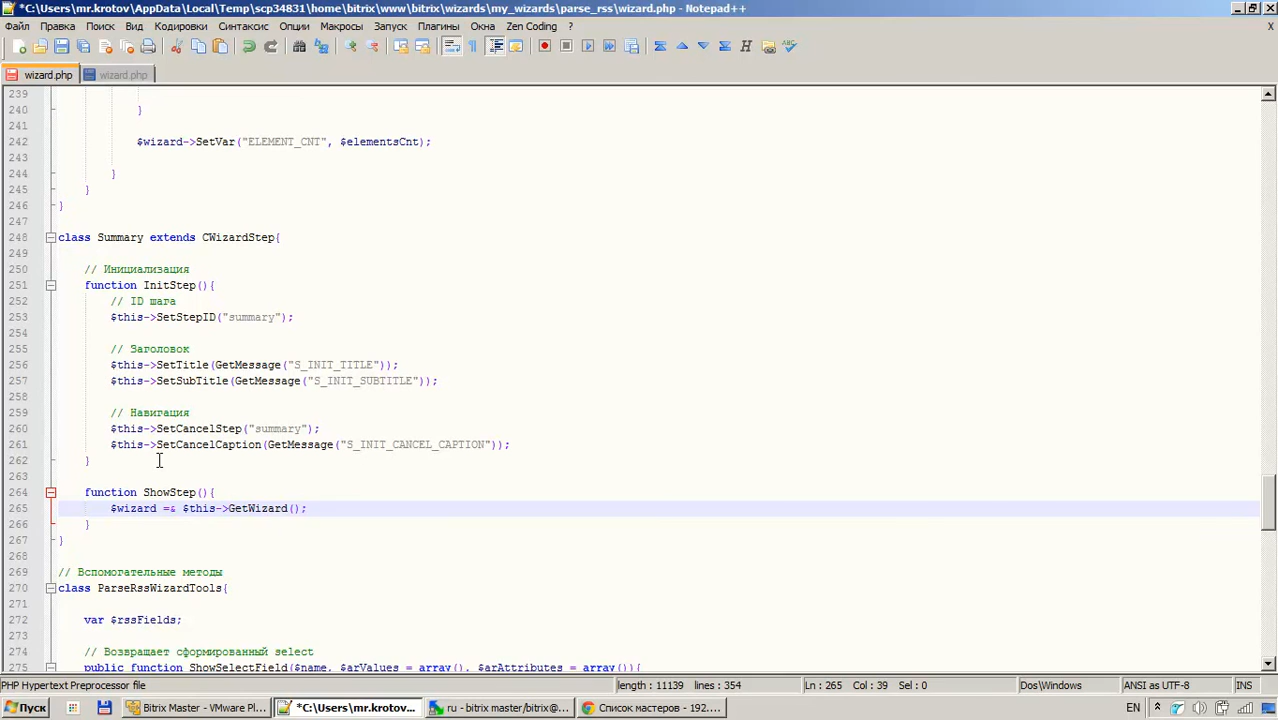 *C:\Users\mr.krotov\AppData\Local\Temp\scp34831\home\bitrix\www\bitrix\wizards\my_wizards\parse_rss\wizard.php - Notepad++
Файл Правка Поиск Вид Кодировки Синтаксис Опции Макросы Запуск Плагины Окна Zen Coding ? X
wizard.php wizard.php
239
240 }
241
242 $wizard->SetVar("ELEMENT_CNT", $elementsCnt);
243
244 }
245 }
246 }
247
248 class Summary extends CWizardStep{
249
250 // Инициализация
251 function InitStep(){
252 // ID шага
253 $this->SetStepID("summary");
254
255 // Заголовок
256 $this->SetTitle(GetMessage("S_INIT_TITLE"));
257 $this->SetSubTitle(GetMessage("S_INIT_SUBTITLE"));
258
259 // Навигация
260 $this->SetCancelStep("summary");
261 $this->SetCancelCaption(GetMessage("S_INIT_CANCEL_CAPTION"));
262 }
263
264 function ShowStep(){
265 $wizard =& $this->GetWizard();
266 }
267 }
268
269 // Вспомогательные методы
270 class ParseRssWizardTools{
271
272 var $rssFields;
273
274 // Возвращает сформированный select
275 public function ShowSelectField($name, $arValues = array(), $arAttributes = array()){
PHP Hypertext Preprocessor file length : 11139 lines : 354 Ln : 265 Col : 39 Sel : 0 Dos\Windows ANSI as UTF-8 INS
Пуск Bitrix Master - VMware Pl... *C:\Users\mr.krotov\App... ru - bitrix master/bitrix@... Список мастеров - 192.... EN 16:46